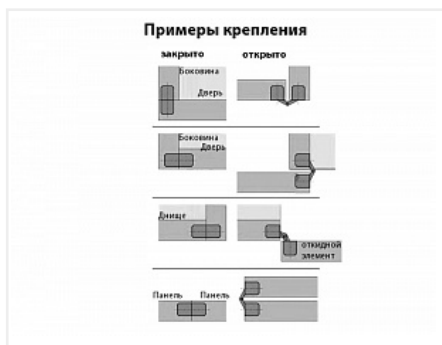 Примеры крепления
закрыто открыто
Боковина
Дверь
Боковина
Дверь
Днище
откидной
элемент
Панель Панель